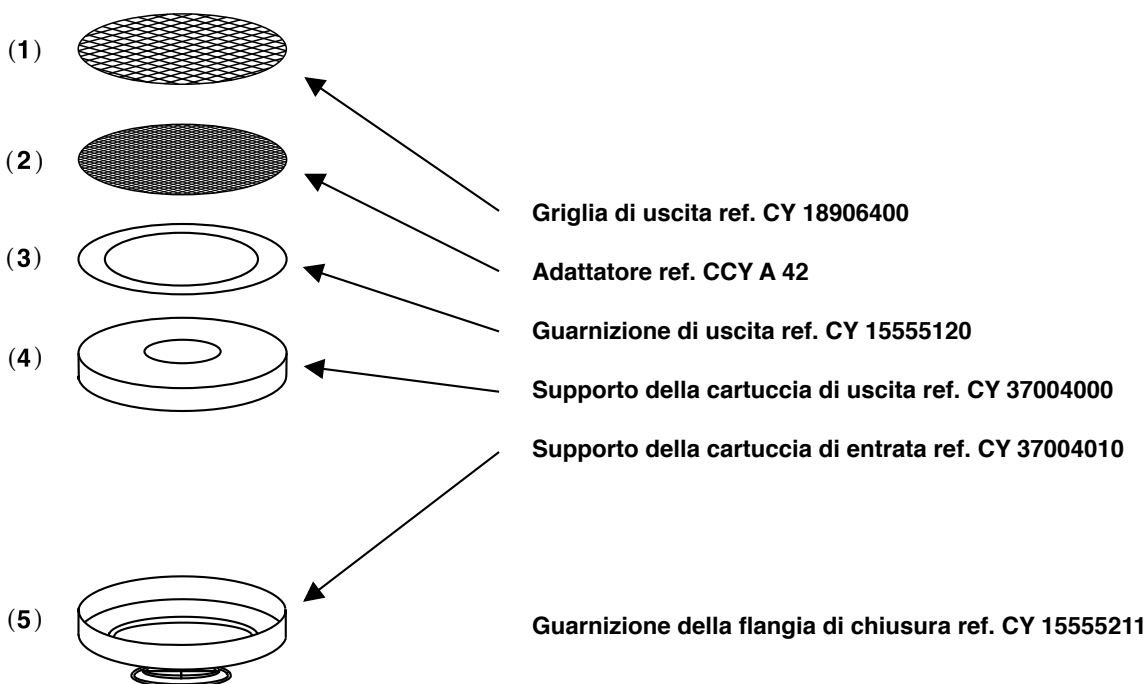 (1)
(2)
Griglia di uscita ref. CY 18906400
(3)
Adattatore ref. CCY A 42
Guarnizione di uscita ref. CY 15555120
(4)
Supporto della cartuccia di uscita ref. CY 37004000
Supporto della cartuccia di entrata ref. CY 37004010
(5)
Guarnizione della flangia di chiusura ref. CY 15555211